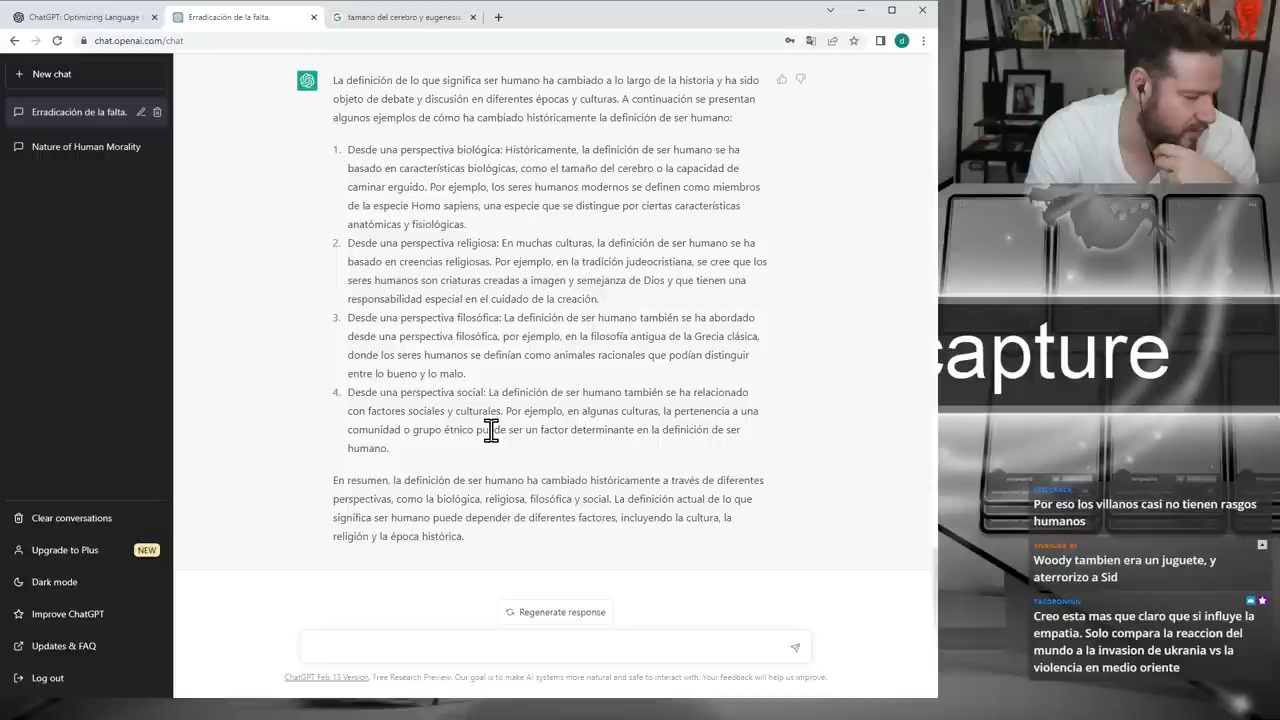 ChatGPT: Optimizing Language
Erradicación de la falta.
tamano del cerebro y eugenesia
chat.openai.com/chat
d
New chat
Erradicación de la falta.
Nature of Human Morality
La definición de lo que significa ser humano ha cambiado a lo largo de la historia y ha sido
objeto de debate y discusión en diferentes épocas y culturas. A continuación se presentan
algunos ejemplos de cómo ha cambiado históricamente la definición de ser humano:
1. Desde una perspectiva biológica: Históricamente, la definición de ser humano se ha
basado en características biológicas, como el tamaño del cerebro o la capacidad de
caminar erguido. Por ejemplo, los seres humanos modernos se definen como miembros
de la especie Homo sapiens, una especie que se distingue por ciertas características
anatómicas y fisiológicas.
2. Desde una perspectiva religiosa: En muchas culturas, la definición de ser humano se ha
basado en creencias religiosas. Por ejemplo, en la tradición judeocristiana, se cree que los
seres humanos son criaturas creadas a imagen y semejanza de Dios y que tienen una
responsabilidad especial en el cuidado de la creación.
3. Desde una perspectiva filosófica: La definición de ser humano también se ha abordado
desde una perspectiva filosófica, por ejemplo, en la filosofía antigua de la Grecia clásica,
donde los seres humanos se definían como animales racionales que podían distinguir
entre lo bueno y lo malo.
4. Desde una perspectiva social: La definición de ser humano también se ha relacionado
con factores sociales y culturales. Por ejemplo, en algunas culturas, la pertenencia a una
comunidad o grupo étnico puede ser un factor determinante en la definición de ser
humano.
En resumen, la definición de ser humano ha cambiado históricamente a través de diferentes
perspectivas, como la biológica, religiosa, filosófica y social. La definición actual de lo que
significa ser humano puede depender de diferentes factores, incluyendo la cultura, la
religión y la época histórica.
Regenerate response
ChatGPT Feb 13 Version. Free Research Preview. Our goal is to make AI systems more natural and safe to interact with. Your feedback will help us improve.
Clear conversations
Upgrade to Plus NEW
Dark mode
Improve ChatGPT
Updates & FAQ
Log out
capture
Por eso los villanos casi no tienen rasgos
humanos
Woody tambien era un juguete, y
aterrorizo a Sid
TACORONINN
Creo esta mas que claro que si influye la
empatia. Solo compara la reaccion del
mundo a la invasion de ukrania vs la
violencia en medio oriente